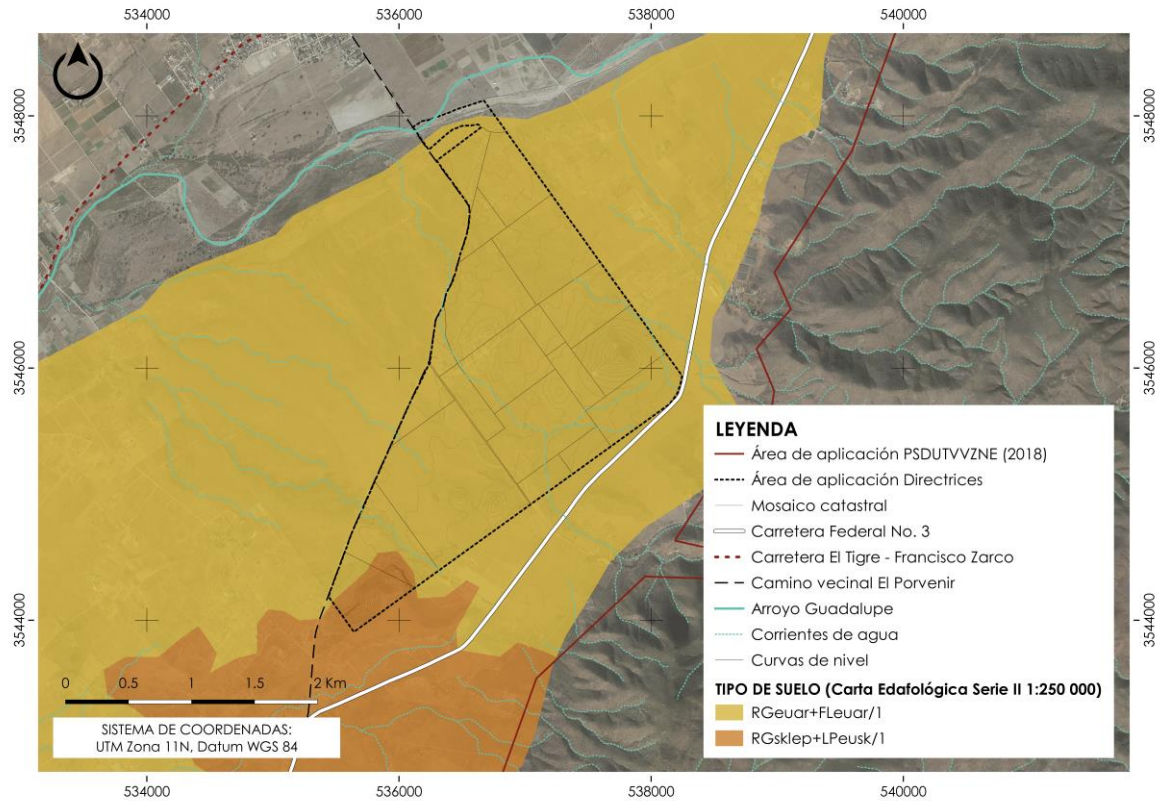 534000 536000 538000 540000
3548000 3548000
3546000 3546000
3544000 3544000
LEYENDA
Área de aplicación PSDUTVVZNE (2018)
Área de aplicación Directrices
Mosaico catastral
Carretera Federal No. 3
Carretera El Tigre - Francisco Zarco
Camino vecinal El Porvenir
Arroyo Guadalupe
Corrientes de agua
Curvas de nivel
TIPO DE SUELO (Carta Edafológica Serie II 1:250 000)
RGeuar+FLeuar/1
RGsklep+LPeusk/1
0 0.5 1 1.5 2 Km
SISTEMA DE COORDENADAS:
UTM Zona 11N, Datum WGS 84
534000 536000 538000 540000